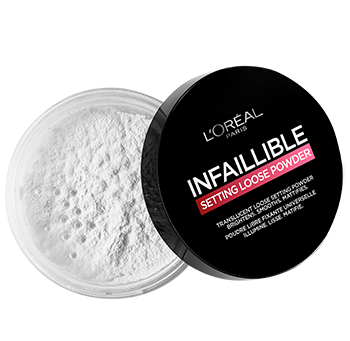 L'ORÉAL
PARIS
INFAILLIBLE
SETTING LOOSE POWDER
TRANSLUCENT LOOSE SETTING POWDER
BRIGHTENS, SMOOTHS, MATTIFIES.
POUDRE LIBRE FIXANTE UNIVERSELLE
ILLUMINE, LISSE, MATIFIE.